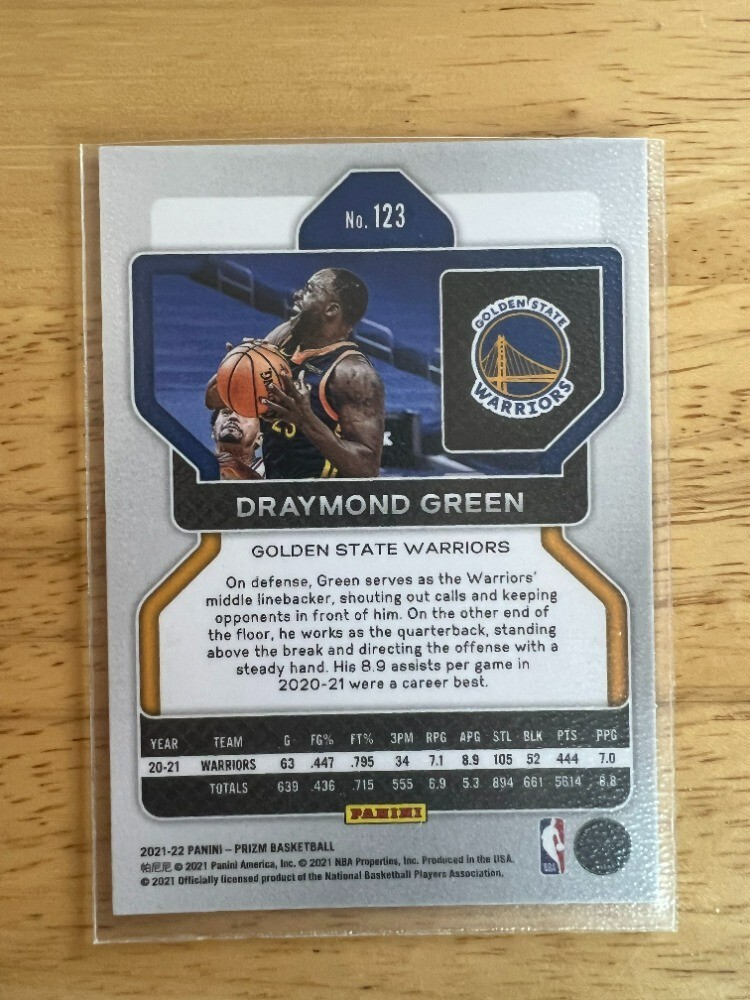 No. 123
GOLDEN STATE
WARRIORS
DRAYMOND GREEN
GOLDEN STATE WARRIORS
On defense, Green serves as the Warriors'
middle linebacker, shouting out calls and keeping
opponents in front of him. On the other end of
the floor, he works as the quarterback, standing
above the break and directing the offense with a
steady hand. His 8.9 assists per game in
2020-21 were a career best.
YEAR TEAM G FG% FT% 3PM RPG APG STL BLK PTS PPG
20-21 WARRIORS 63 .447 .795 34 7.1 8.9 105 52 444 7.0
TOTALS 639 .436 .715 555 6.9 5.3 894 661 5614 8.8
PANINI
2021-22 PANINI – PRIZM BASKETBALL
帕尼尼 © 2021 Panini America, Inc. © 2021 NBA Properties, Inc. Produced in the USA.
© 2021 Officially licensed product of the National Basketball Players Association.